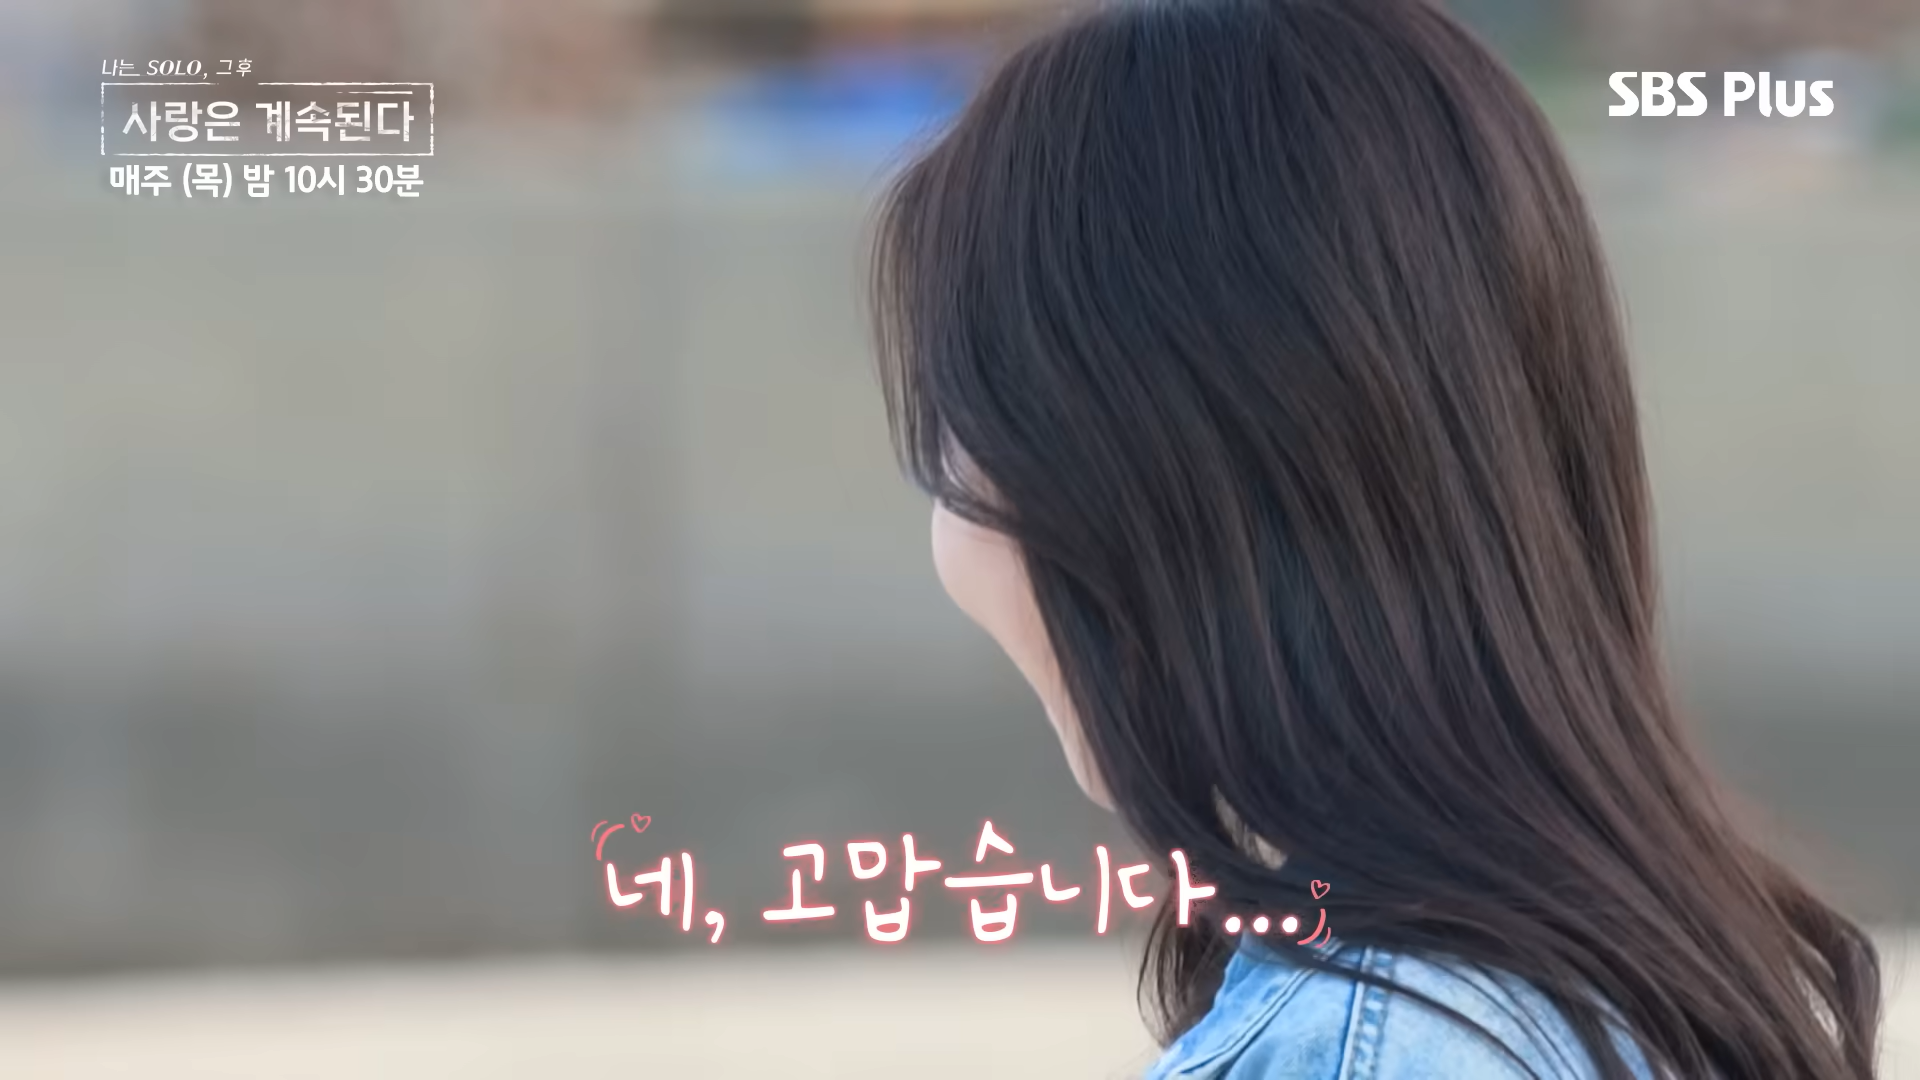 나는 SOLO, 그 후
사랑은 계속된다
매주 (목) 밤 10시 30분
SBS Plus
네, 고맙습니다...